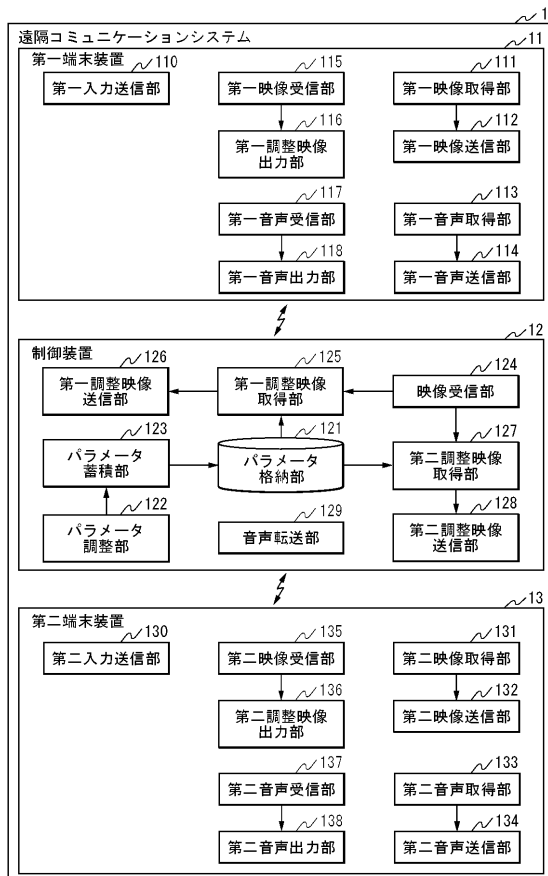 1
遠隔コミュニケーションシステム
11
第一端末装置
110
第一入力送信部
115
第一映像受信部
111
第一映像取得部
116
第一調整映像
出力部
112
第一映像送信部
117
第一音声受信部
113
第一音声取得部
118
第一音声出力部
114
第一音声送信部
12
制御装置
126
第一調整映像
送信部
125
第一調整映像
取得部
124
映像受信部
123
パラメータ
蓄積部
121
パラメータ
格納部
127
第二調整映像
取得部
122
パラメータ
調整部
129
音声転送部
128
第二調整映像
送信部
13
第二端末装置
130
第二入力送信部
135
第二映像受信部
131
第二映像取得部
136
第二調整映像
出力部
132
第二映像送信部
137
第二音声受信部
133
第二音声取得部
138
第二音声出力部
134
第二音声送信部